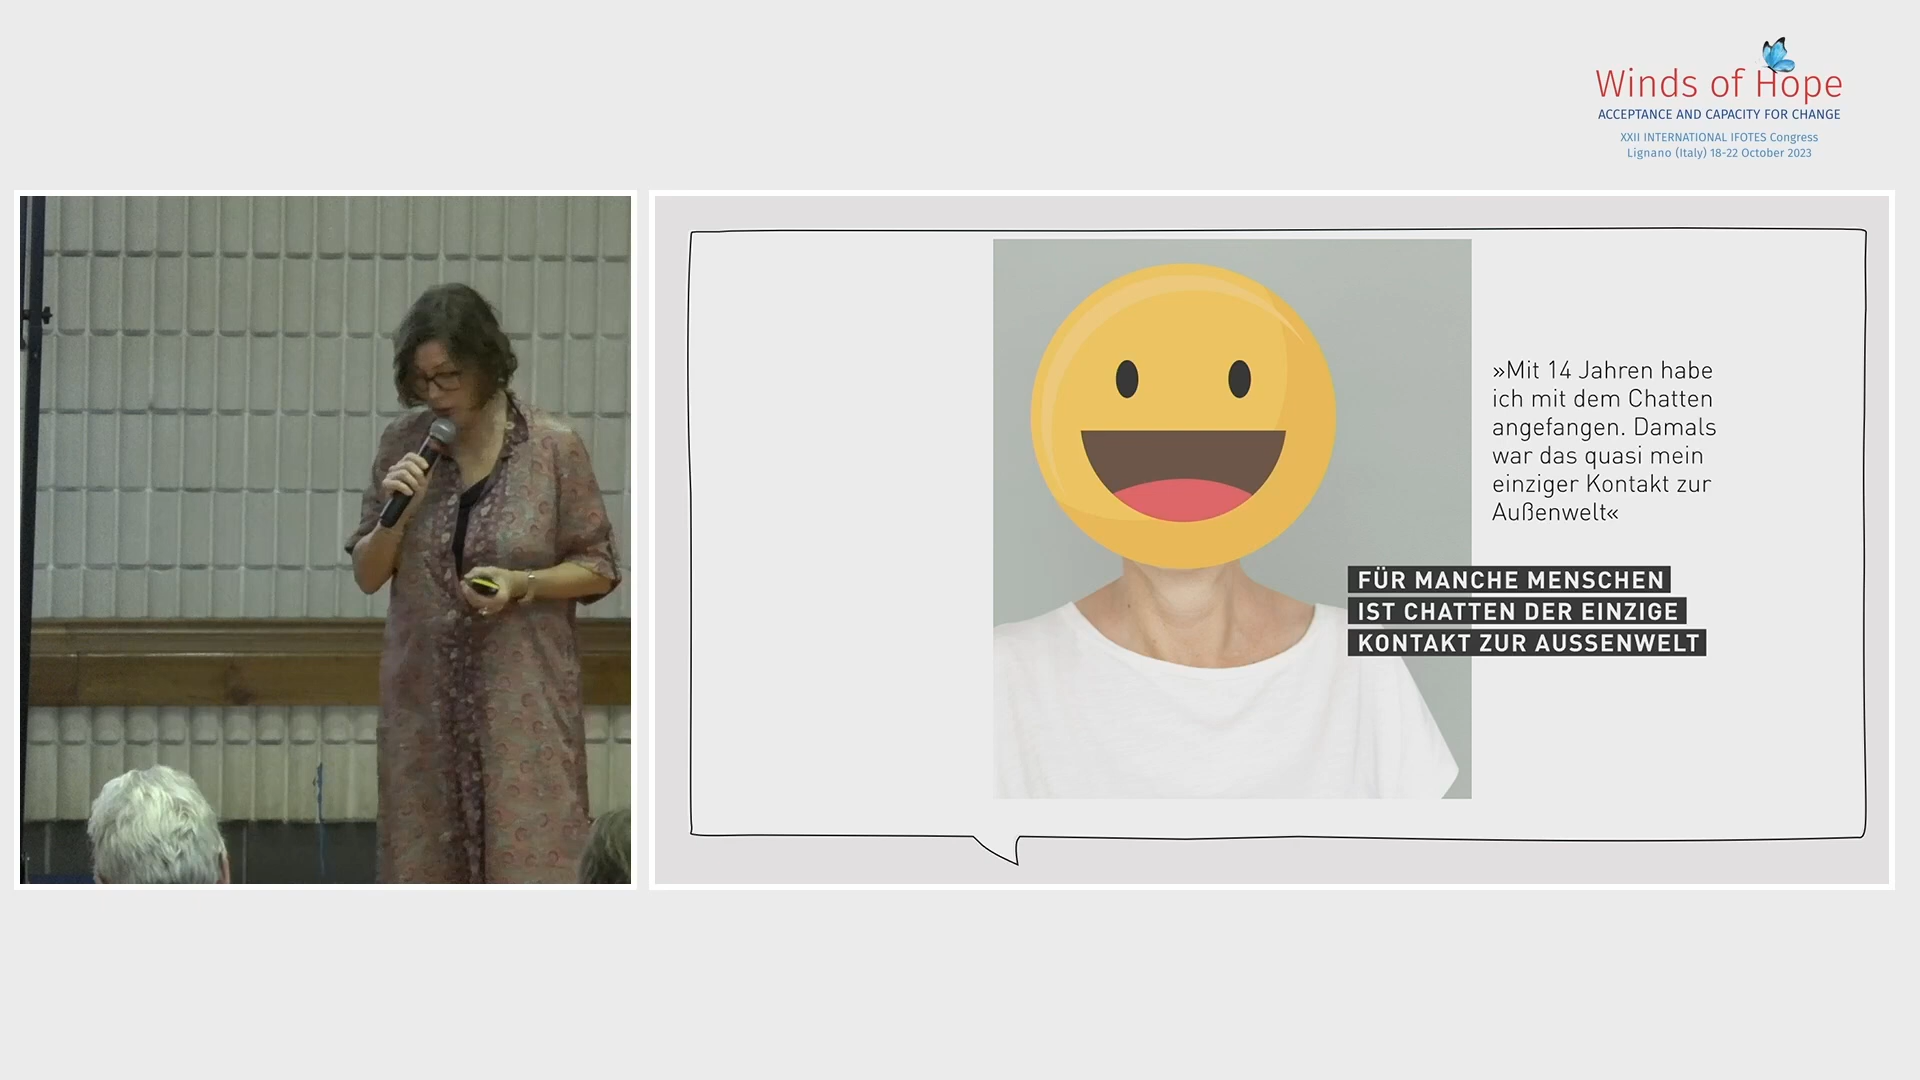 Winds of Hope
ACCEPTANCE AND CAPACITY FOR CHANGE
XXII INTERNATIONAL IFOTES Congress
Lignano (Italy) 18-22 October 2023
»Mit 14 Jahren habe
ich mit dem Chatten
angefangen. Damals
war das quasi mein
einziger Kontakt zur
Außenwelt«
FÜR MANCHE MENSCHEN
IST CHATTEN DER EINZIGE
KONTAKT ZUR AUSSENWELT